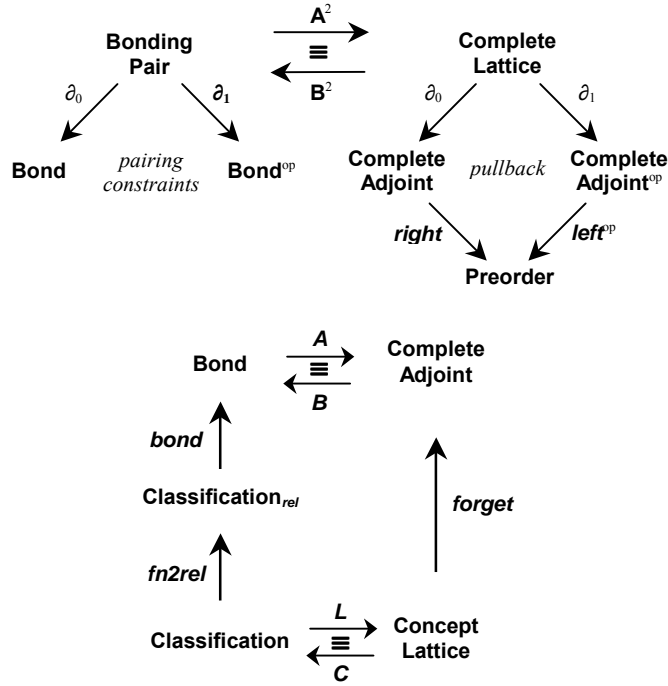 A²
Bonding Pair
≡
Complete Lattice
B²
∂₀
∂₁
∂₀
∂₁
Bond
pairing constraints
Bondᵒᵖ
Complete Adjoint
pullback
Complete Adjointᵒᵖ
right
leftᵒᵖ
Preorder
A
Bond
≡
Complete Adjoint
B
bond
Classification_rel
forget
fn2rel
L
Classification
≡
Concept Lattice
C